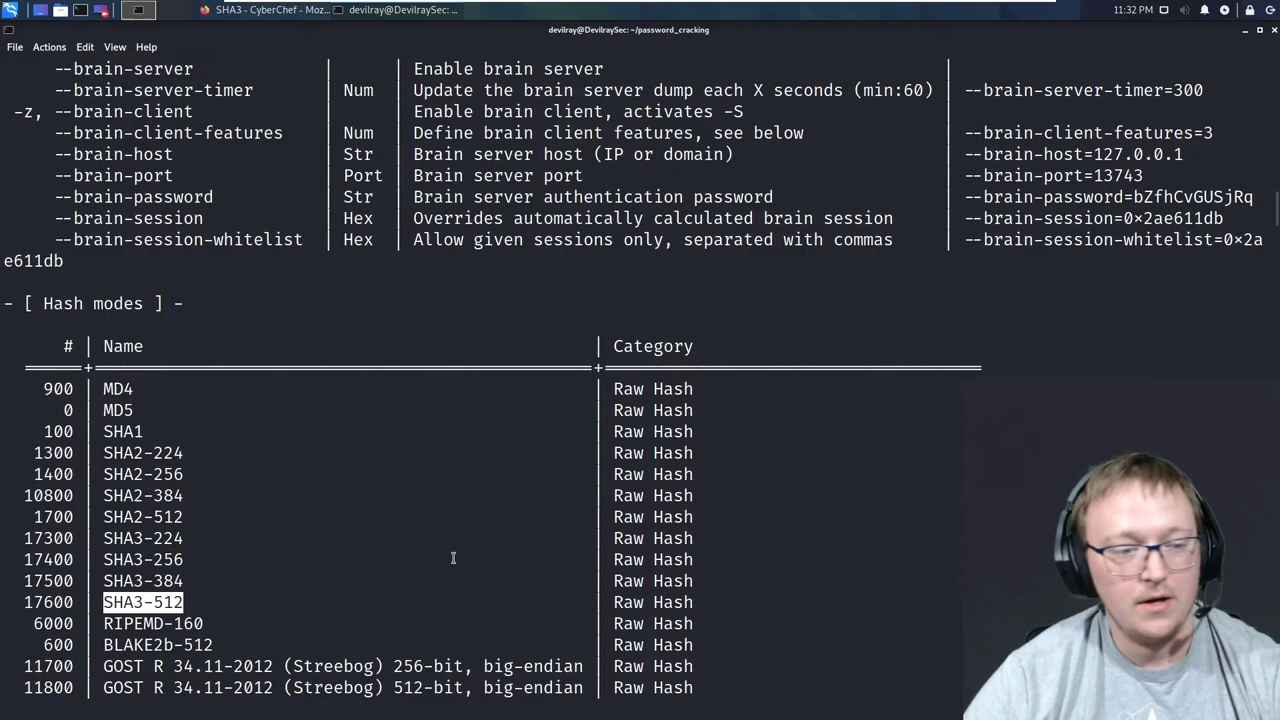 SHA3 - CyberChef - Moz...
devilray@DevilraySec: ~...
11:32 PM
devilray@DevilraySec: ~/password_cracking
File Actions Edit View Help
--brain-server | | Enable brain server |
--brain-server-timer | Num | Update the brain server dump each X seconds (min:60) | --brain-server-timer=300
-z, --brain-client | | Enable brain client, activates -S |
--brain-client-features | Num | Define brain client features, see below | --brain-client-features=3
--brain-host | Str | Brain server host (IP or domain) | --brain-host=127.0.0.1
--brain-port | Port | Brain server port | --brain-port=13743
--brain-password | Str | Brain server authentication password | --brain-password=bZfhCvGUSjRq
--brain-session | Hex | Overrides automatically calculated brain session | --brain-session=0×2ae611db
--brain-session-whitelist | Hex | Allow given sessions only, separated with commas | --brain-session-whitelist=0×2a
e611db
- [ Hash modes ] -
# | Name | Category
900 | MD4 | Raw Hash
0 | MD5 | Raw Hash
100 | SHA1 | Raw Hash
1300 | SHA2-224 | Raw Hash
1400 | SHA2-256 | Raw Hash
10800 | SHA2-384 | Raw Hash
1700 | SHA2-512 | Raw Hash
17300 | SHA3-224 | Raw Hash
17400 | SHA3-256 | Raw Hash
17500 | SHA3-384 | Raw Hash
17600 | SHA3-512 | Raw Hash
6000 | RIPEMD-160 | Raw Hash
600 | BLAKE2b-512 | Raw Hash
11700 | GOST R 34.11-2012 (Streebog) 256-bit, big-endian | Raw Hash
11800 | GOST R 34.11-2012 (Streebog) 512-bit, big-endian | Raw Hash